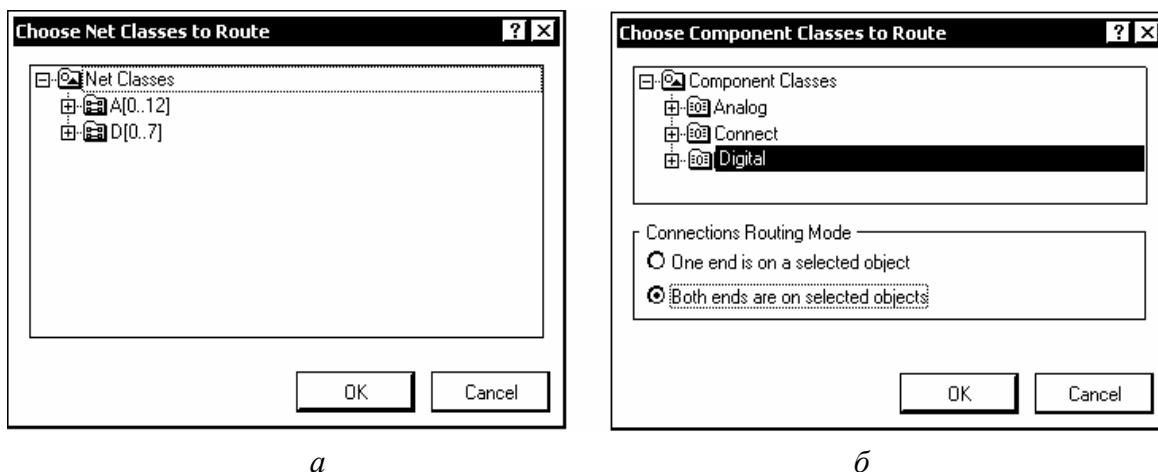 Choose Net Classes to Route
Net Classes
A[0..12]
D[0..7]
OK Cancel
а
Choose Component Classes to Route
Component Classes
Analog
Connect
Digital
Connections Routing Mode
One end is on a selected object
Both ends are on selected objects
OK Cancel
б